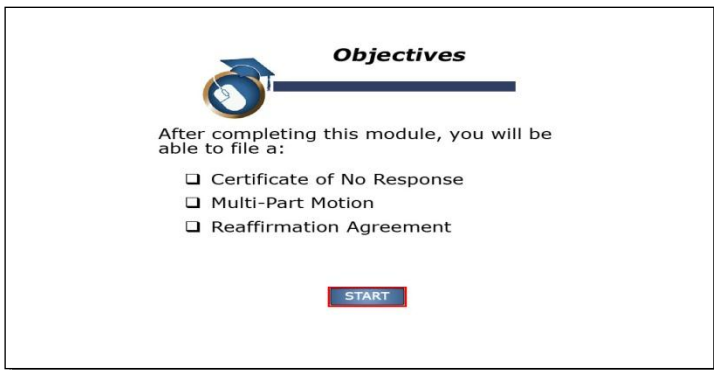 Objectives
After completing this module, you will be
able to file a:
❑ Certificate of No Response
❑ Multi-Part Motion
❑ Reaffirmation Agreement
START